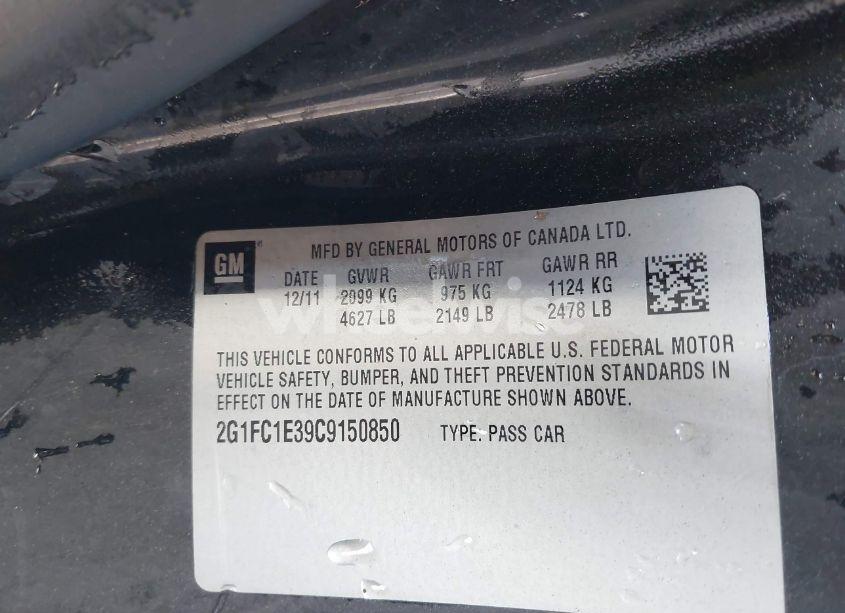 GM
MFD BY GENERAL MOTORS OF CANADA LTD.
DATE GVWR GAWR FRT GAWR RR
12/11 2099 KG 975 KG 1124 KG
4627 LB 2149 LB 2478 LB
wheelwise
THIS VEHICLE CONFORMS TO ALL APPLICABLE U.S. FEDERAL MOTOR
VEHICLE SAFETY, BUMPER, AND THEFT PREVENTION STANDARDS IN
EFFECT ON THE DATE OF MANUFACTURE SHOWN ABOVE.
2G1FC1E39C9150850 TYPE: PASS CAR